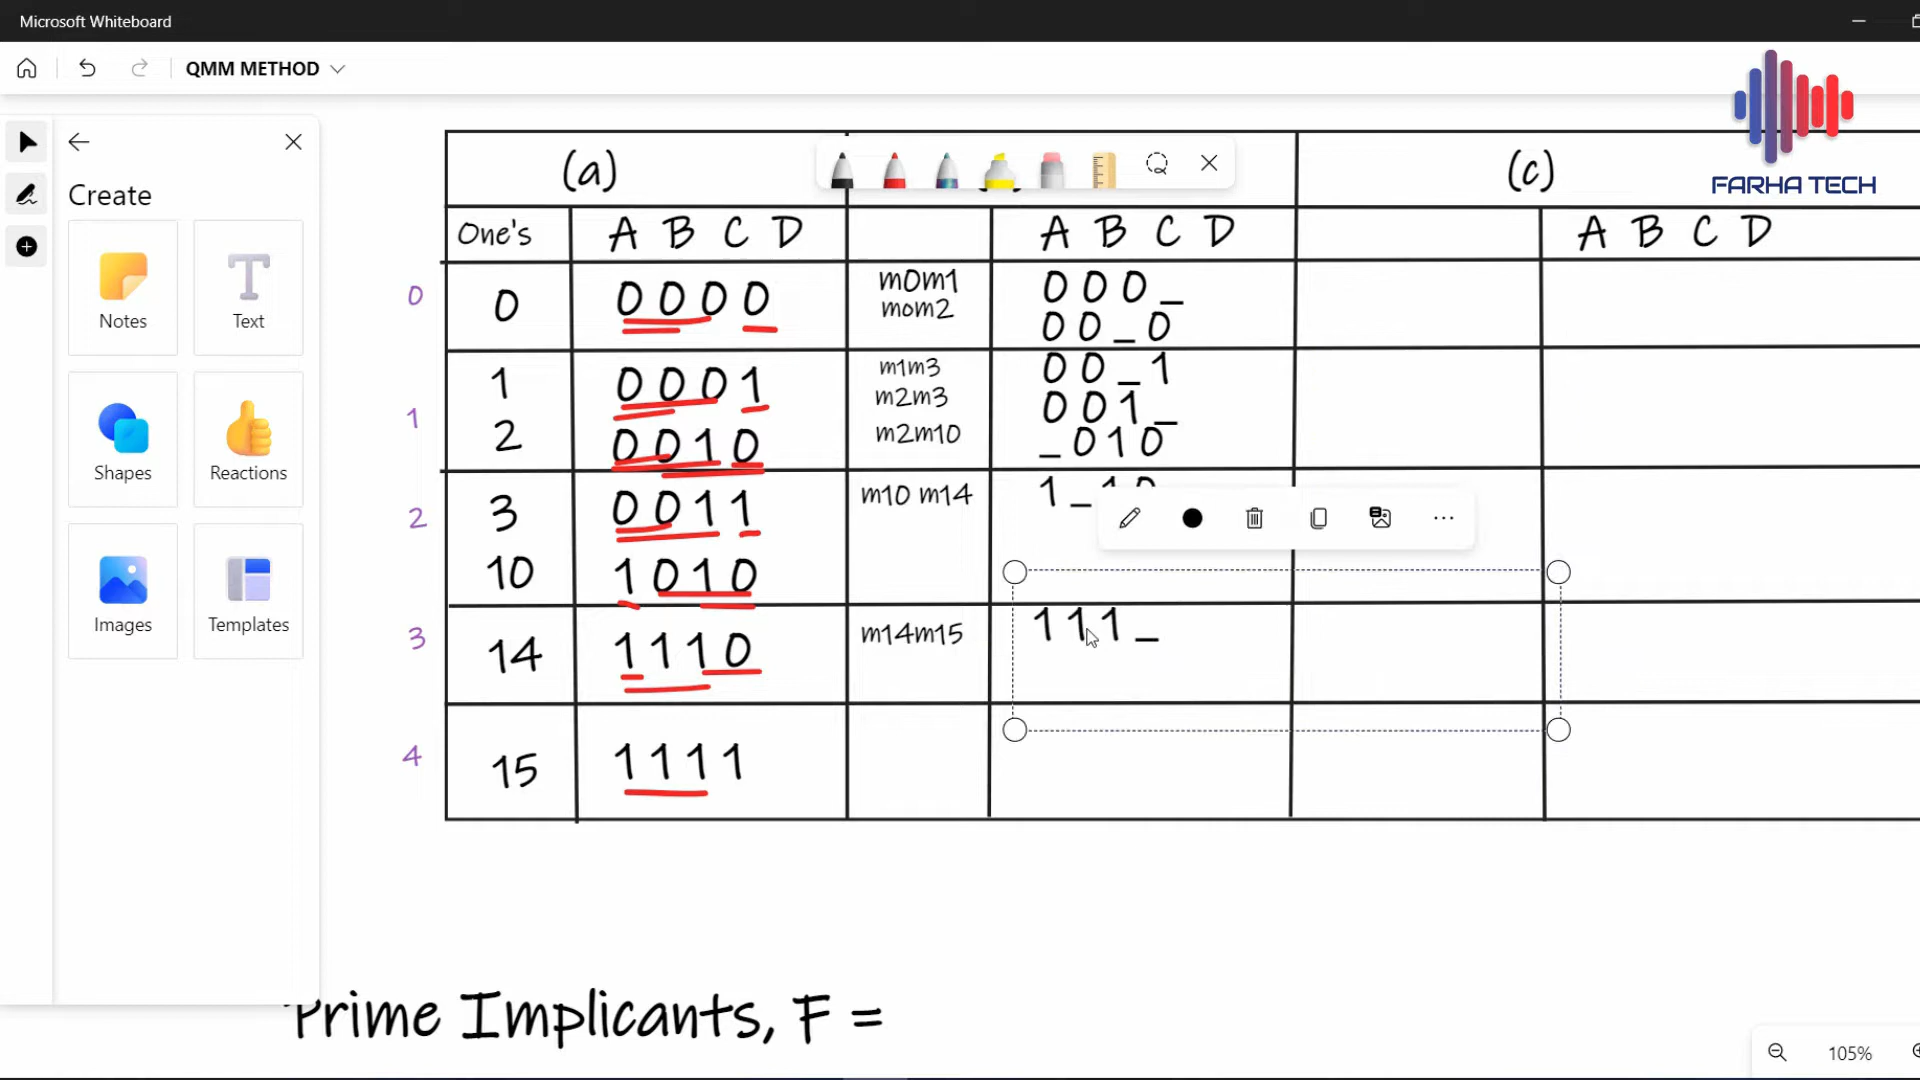 Microsoft Whiteboard
QMM METHOD
FARHA TECH
Create
Notes
Text
Shapes
Reactions
Images
Templates
(a)
(c)
One's
A B C D
A B C D
A B C D
0
0
0 0 0 0
m0m1
mom2
0 0 0 _
0 0 _ 0
1
1
0 0 0 1
m1m3
0 0 _ 1
m2m3
0 0 1 _
2
0 0 1 0
m2m10
_ 0 1 0
2
3
0 0 1 1
m10 m14
1 _ 1 0
10
1 0 1 0
3
14
1 1 1 0
m14m15
1 1 1 _
4
15
1 1 1 1
Prime Implicants, F =
105%